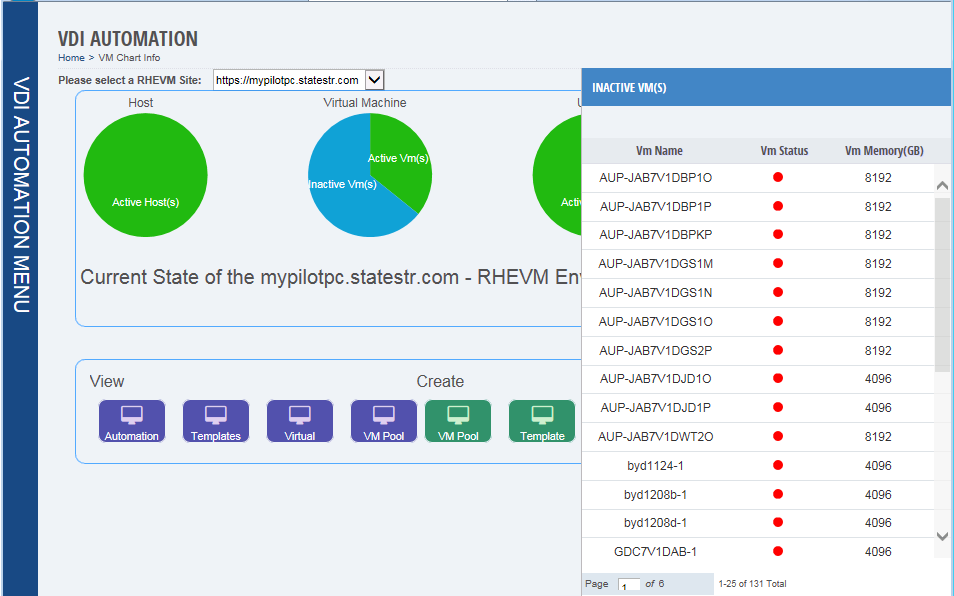 VDI AUTOMATION MENU
VDI AUTOMATION
Home > VM Chart Info
Please select a RHEVM Site: https://mypilotpc.statestr.com
Host
Active Host(s)
Virtual Machine
Active Vm(s)
Inactive Vm(s)
U
Acti
Current State of the mypilotpc.statestr.com - RHEVM En
View
Automation
Templates
Virtual
VM Pool
Create
VM Pool
Template
INACTIVE VM(S)
Vm Name Vm Status Vm Memory(GB)
AUP-JAB7V1DBP1O 8192
AUP-JAB7V1DBP1P 8192
AUP-JAB7V1DBPKP 8192
AUP-JAB7V1DGS1M 8192
AUP-JAB7V1DGS1N 8192
AUP-JAB7V1DGS1O 8192
AUP-JAB7V1DGS2P 8192
AUP-JAB7V1DJD1O 4096
AUP-JAB7V1DJD1P 4096
AUP-JAB7V1DWT2O 8192
byd1124-1 4096
byd1208b-1 4096
byd1208d-1 4096
GDC7V1DAB-1 4096
Page 1 of 6 1-25 of 131 Total